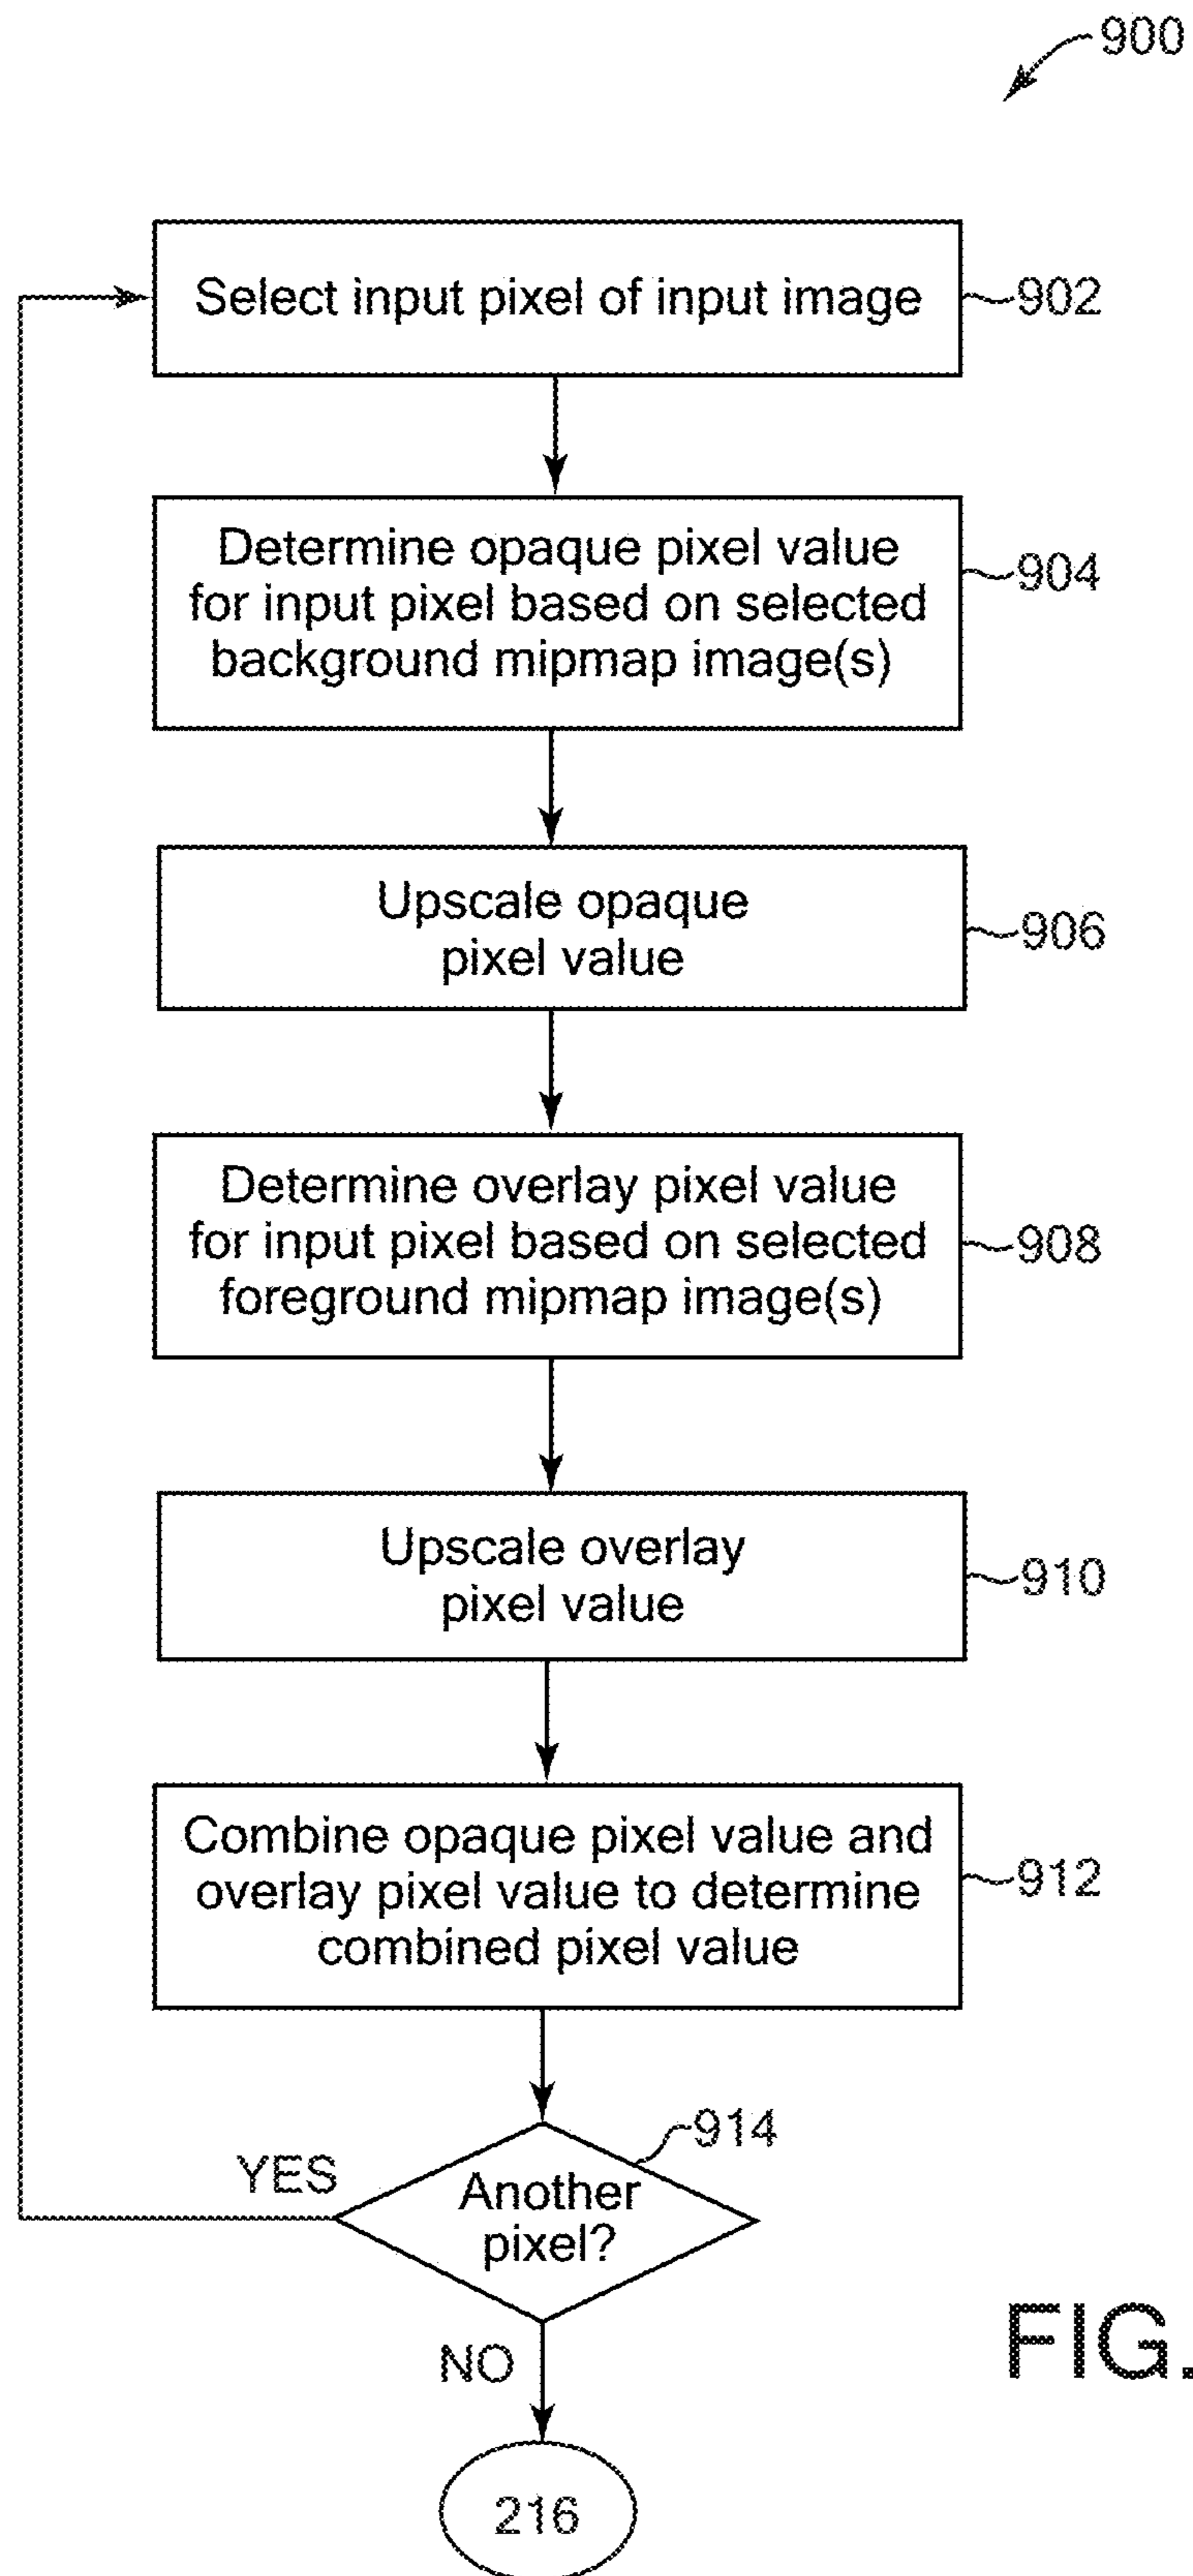 900
Select input pixel of input image
902
Determine opaque pixel value
for input pixel based on selected
background mipmap image(s)
904
Upscale opaque
pixel value
906
Determine overlay pixel value
for input pixel based on selected
foreground mipmap image(s)
908
Upscale overlay
pixel value
910
Combine opaque pixel value and
overlay pixel value to determine
combined pixel value
912
914
YES
Another
pixel?
NO
FIG.
216